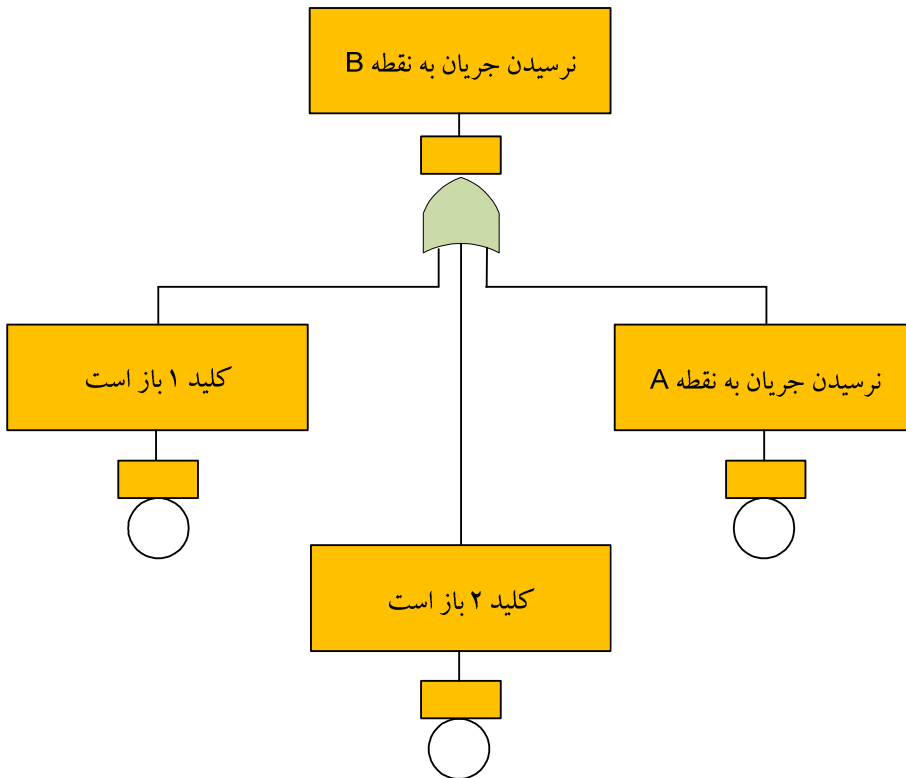 نرسیدن جریان به نقطه B
نرسیدن جریان به نقطه A
کلید ۱ باز است
کلید ۲ باز است